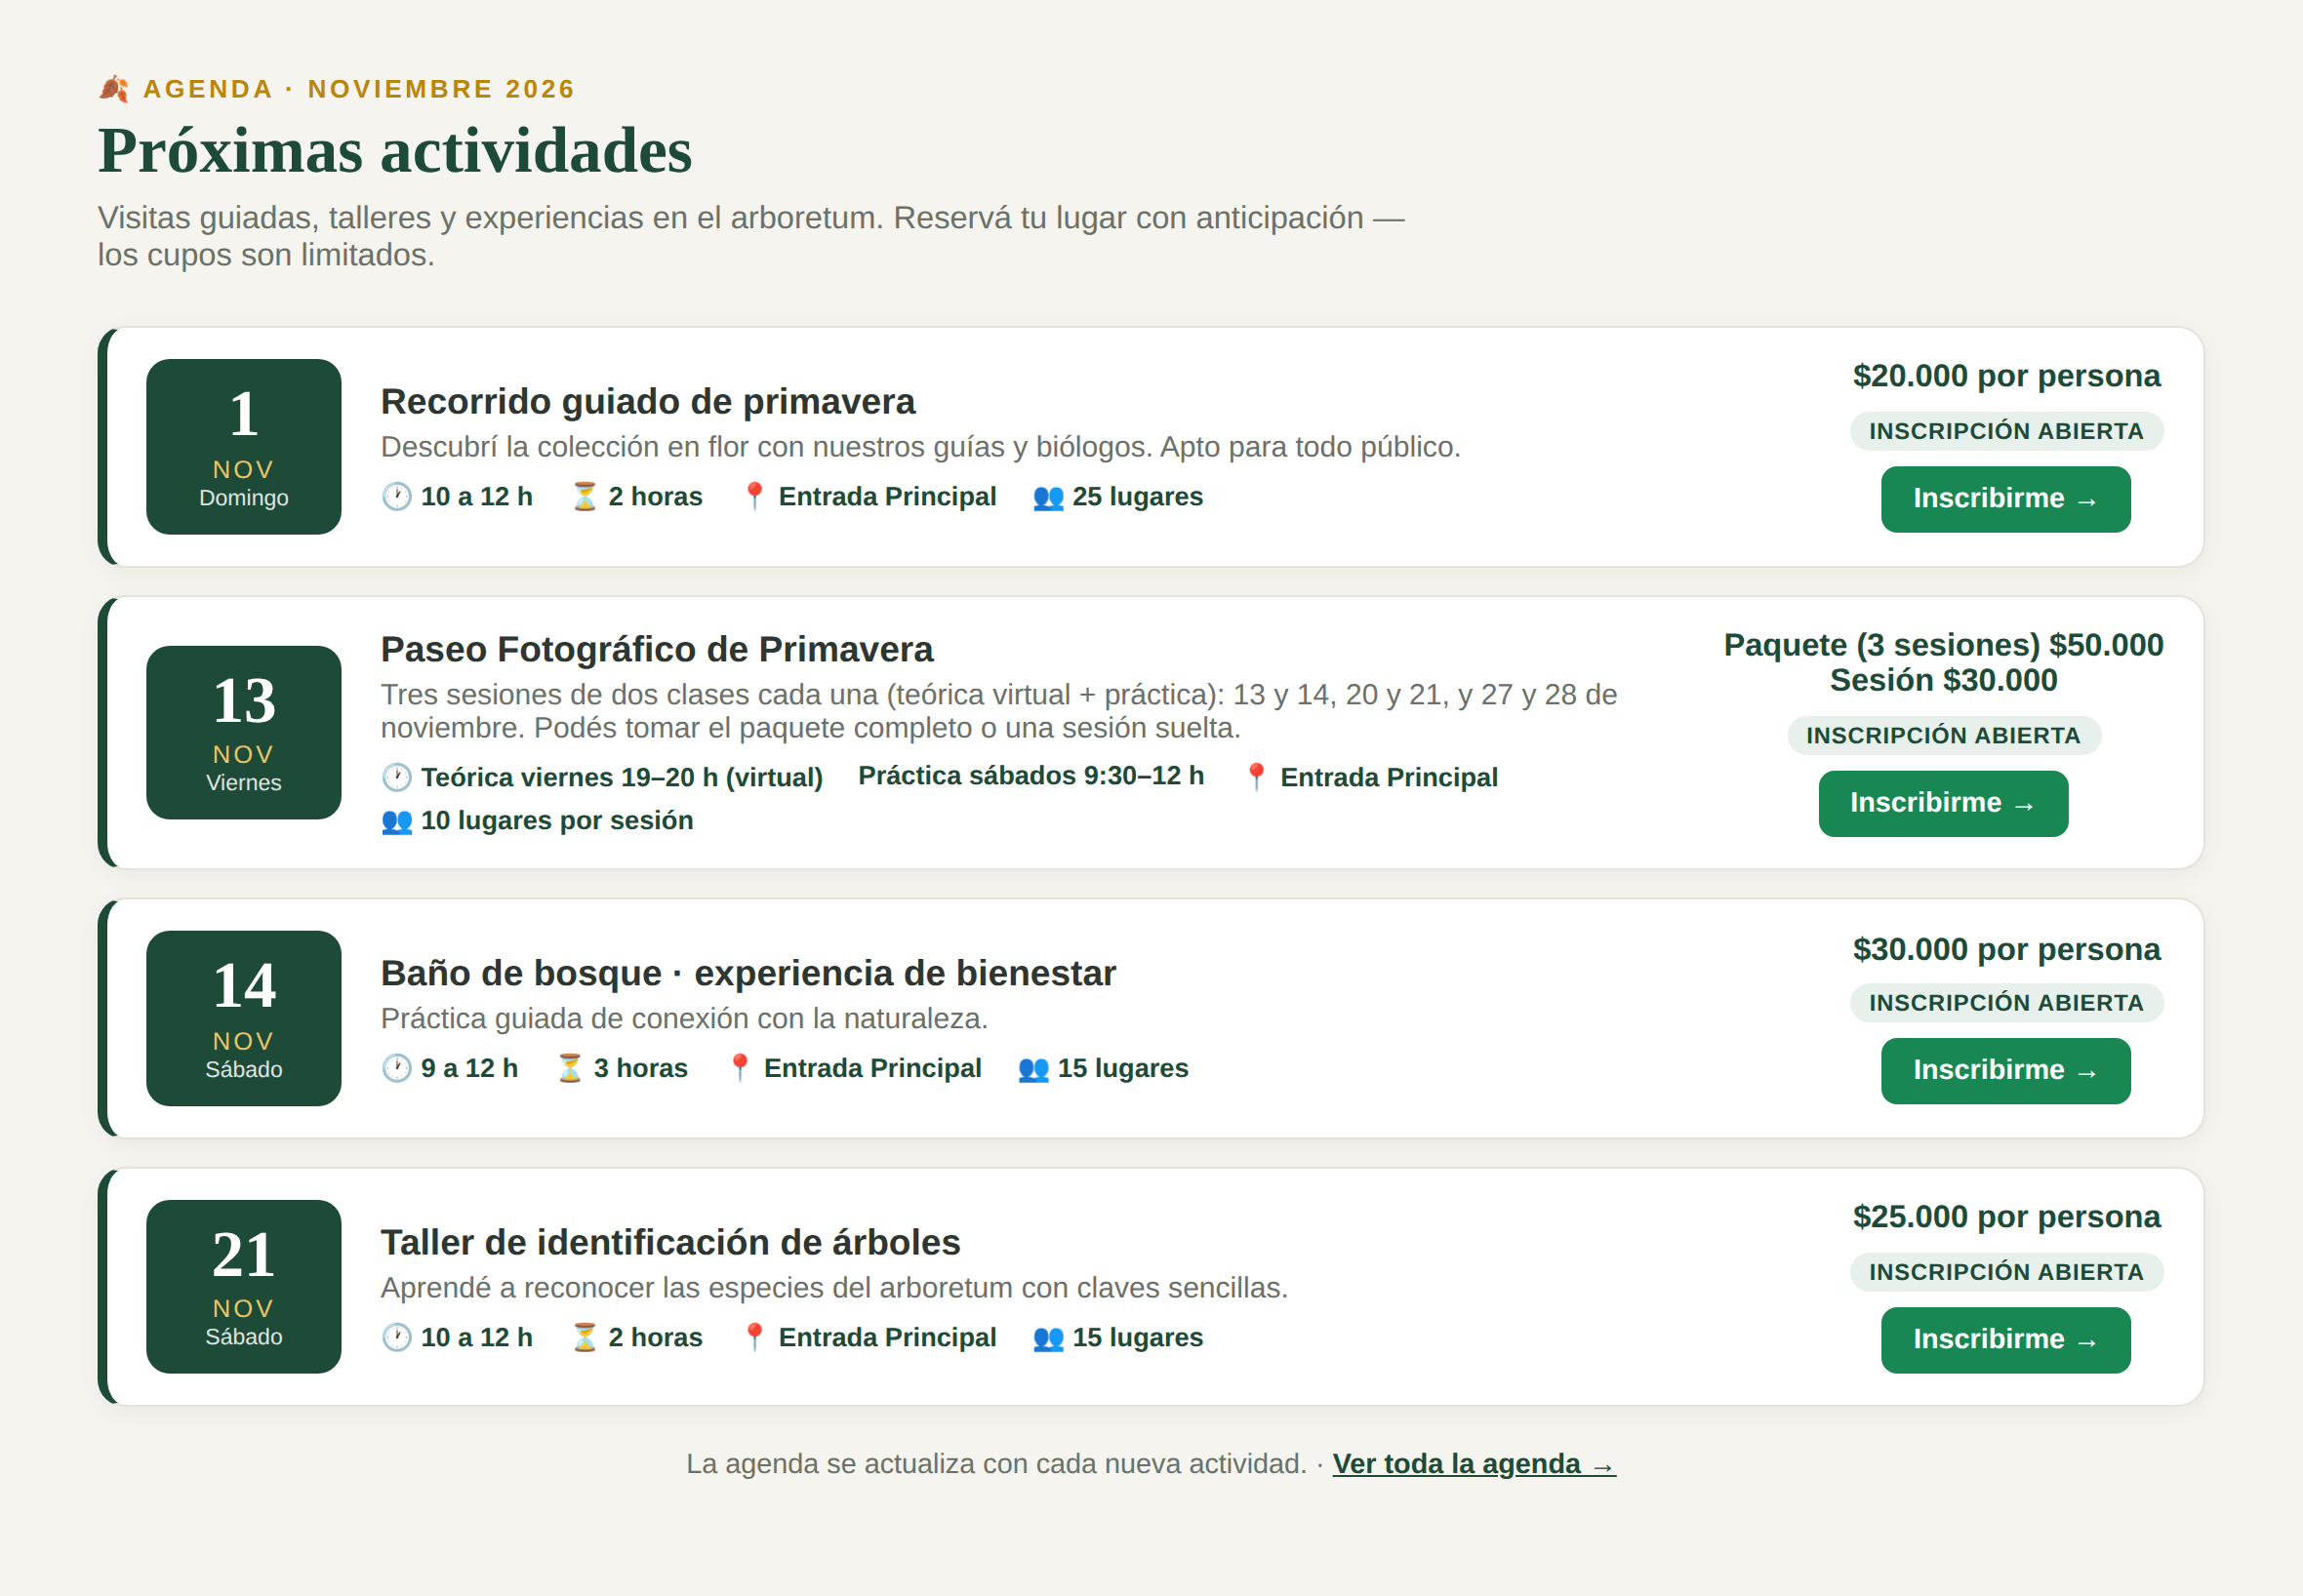 🍂 AGENDA · NOVIEMBRE 2026
Próximas actividades
Visitas guiadas, talleres y experiencias en el arboretum. Reservá tu lugar con anticipación —
los cupos son limitados.
1
NOV
Domingo
Recorrido guiado de primavera
Descubrí la colección en flor con nuestros guías y biólogos. Apto para todo público.
🕐 10 a 12 h ⏳ 2 horas 📍 Entrada Principal 👥 25 lugares
$20.000 por persona
INSCRIPCIÓN ABIERTA
Inscribirme →
13
NOV
Viernes
Paseo Fotográfico de Primavera
Tres sesiones de dos clases cada una (teórica virtual + práctica): 13 y 14, 20 y 21, y 27 y 28 de
noviembre. Podés tomar el paquete completo o una sesión suelta.
🕐 Teórica viernes 19–20 h (virtual) Práctica sábados 9:30–12 h 📍 Entrada Principal
👥 10 lugares por sesión
Paquete (3 sesiones) $50.000
Sesión $30.000
INSCRIPCIÓN ABIERTA
Inscribirme →
14
NOV
Sábado
Baño de bosque · experiencia de bienestar
Práctica guiada de conexión con la naturaleza.
🕐 9 a 12 h ⏳ 3 horas 📍 Entrada Principal 👥 15 lugares
$30.000 por persona
INSCRIPCIÓN ABIERTA
Inscribirme →
21
NOV
Sábado
Taller de identificación de árboles
Aprendé a reconocer las especies del arboretum con claves sencillas.
🕐 10 a 12 h ⏳ 2 horas 📍 Entrada Principal 👥 15 lugares
$25.000 por persona
INSCRIPCIÓN ABIERTA
Inscribirme →
La agenda se actualiza con cada nueva actividad. · Ver toda la agenda →